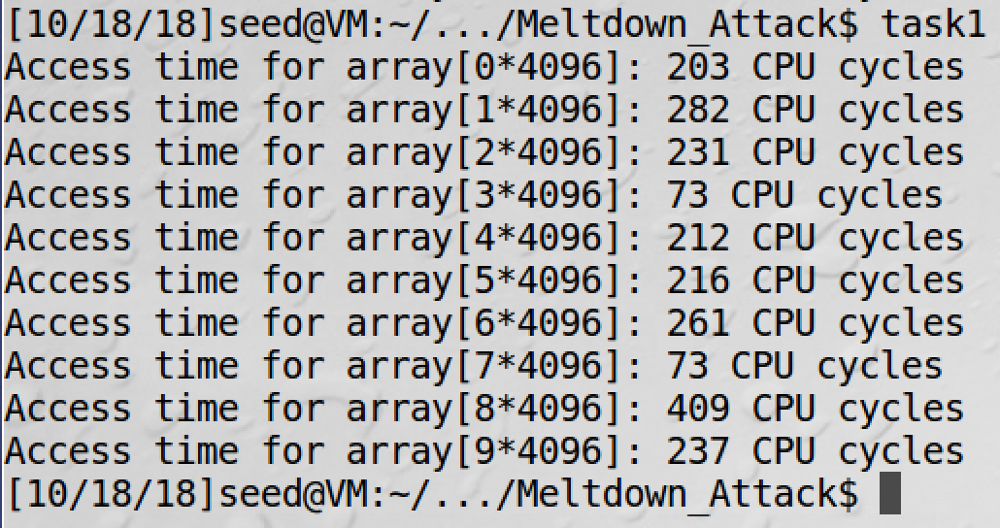 [10/18/18]seed@VM:~/.../Meltdown_Attack$ task1
Access time for array[0*4096]: 203 CPU cycles
Access time for array[1*4096]: 282 CPU cycles
Access time for array[2*4096]: 231 CPU cycles
Access time for array[3*4096]: 73 CPU cycles
Access time for array[4*4096]: 212 CPU cycles
Access time for array[5*4096]: 216 CPU cycles
Access time for array[6*4096]: 261 CPU cycles
Access time for array[7*4096]: 73 CPU cycles
Access time for array[8*4096]: 409 CPU cycles
Access time for array[9*4096]: 237 CPU cycles
[10/18/18]seed@VM:~/.../Meltdown_Attack$